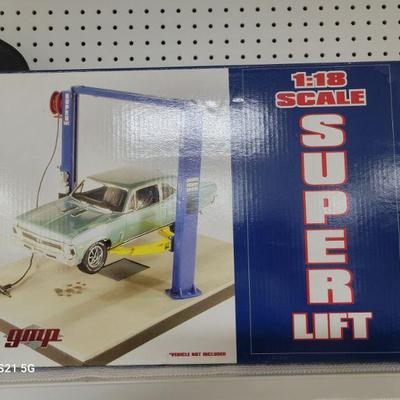 1:18
SCALE
SUPER
LIFT
gmp
*VEHICLE NOT INCLUDED
S21 5G